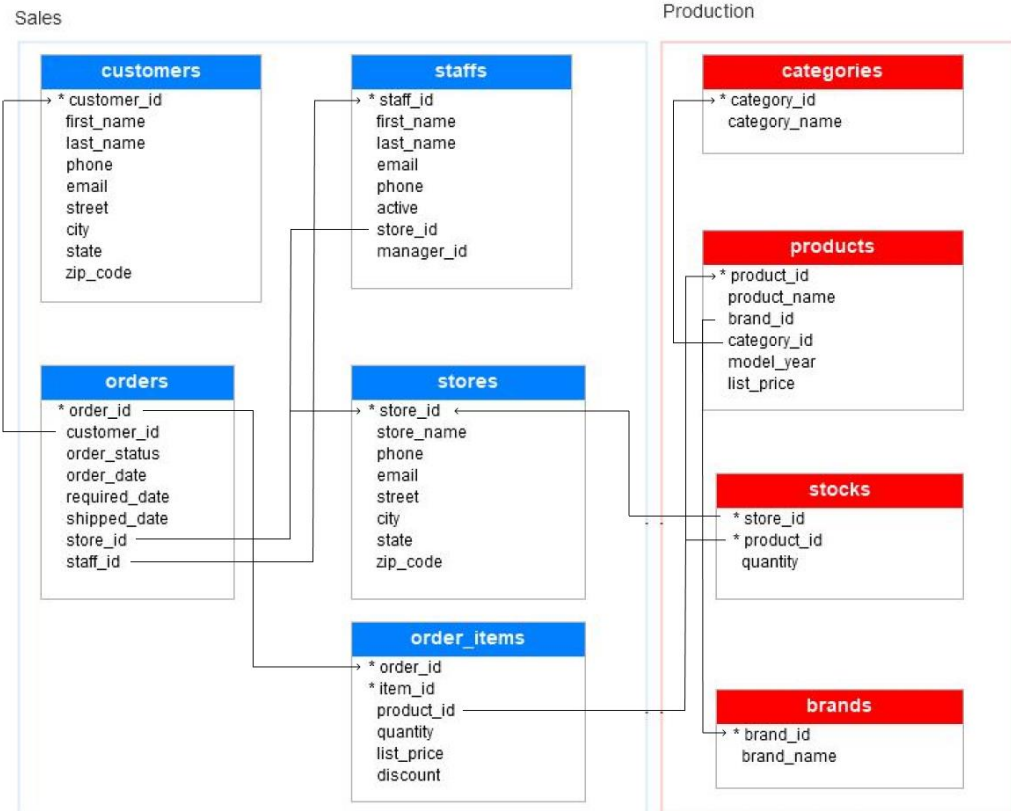 Sales
customers
* customer_id
first_name
last_name
phone
email
street
city
state
zip_code
staffs
* staff_id
first_name
last_name
email
phone
active
store_id
manager_id
orders
* order_id
customer_id
order_status
order_date
required_date
shipped_date
store_id
staff_id
stores
* store_id
store_name
phone
email
street
city
state
zip_code
order_items
* order_id
* item_id
product_id
quantity
list_price
discount
Production
categories
* category_id
category_name
products
* product_id
product_name
brand_id
category_id
model_year
list_price
stocks
* store_id
* product_id
quantity
brands
* brand_id
brand_name